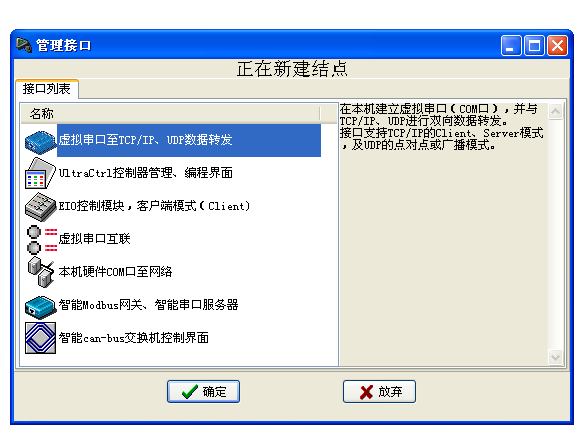 管理接口
正在新建结点
接口列表
名称
虚拟串口至TCP/IP、UDP数据转发
UltraCtrl控制器管理、编程界面
EIO控制模块，客户端模式(Client)
虚拟串口互联
本机硬件COM口至网络
智能Modbus网关、智能串口服务器
智能can-bus交换机控制界面
在本机建立虚拟串口(COM口)，并与
TCP/IP、UDP进行双向数据转发。
接口支持TCP/IP的Client、Server模式
，及UDP的点对点或广播模式。
确定
放弃